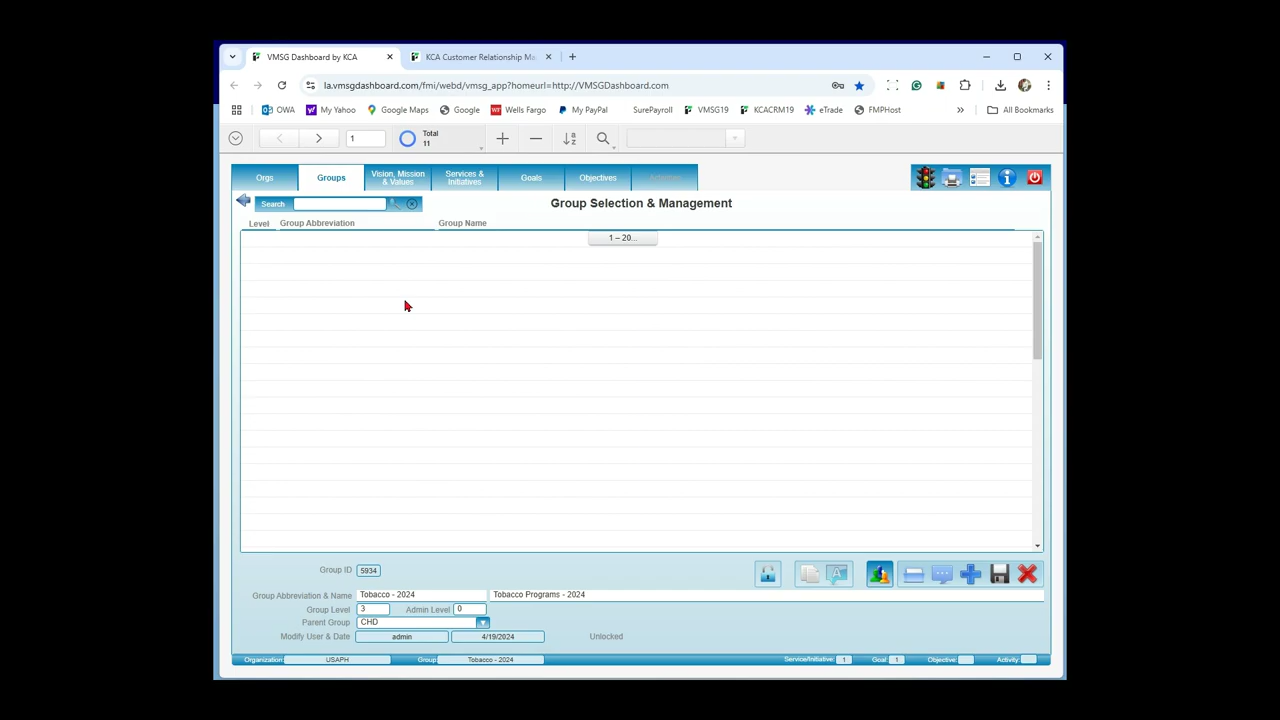 VMSG Dashboard by KCA
KCA Customer Relationship Ma
la.vmsgdashboard.com/fmi/webd/vmsg_app?homeurl=http://VMSGDashboard.com
OWA My Yahoo Google Maps Google Wells Fargo My PayPal SurePayroll VMSG19 KCACRM19 eTrade FMPHost » All Bookmarks
1 Total
11
Orgs Groups Vision, Mission & Values Services & Initiatives Goals Objectives Activities
Search Group Selection & Management
Level Group Abbreviation Group Name
1 – 20...
Group ID 5934
Group Abbreviation & Name Tobacco - 2024 Tobacco Programs - 2024
Group Level 3 Admin Level 0
Parent Group CHD
Modify User & Date admin 4/19/2024 Unlocked
Organization: USAPH Group: Tobacco - 2024 Service/Initiative: 1 Goal: 1 Objective: Activity: